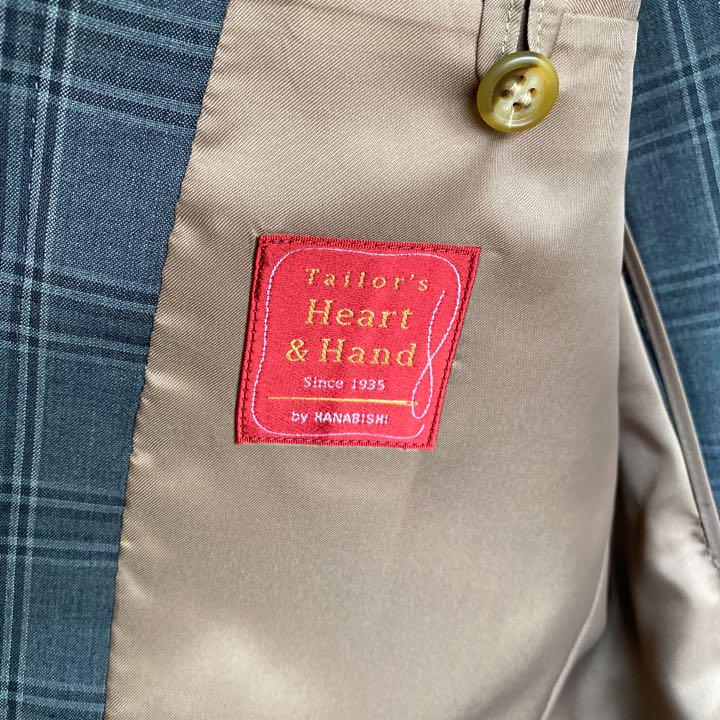 Tailor's
Heart
& Hand
Since 1935
by HANABISHI